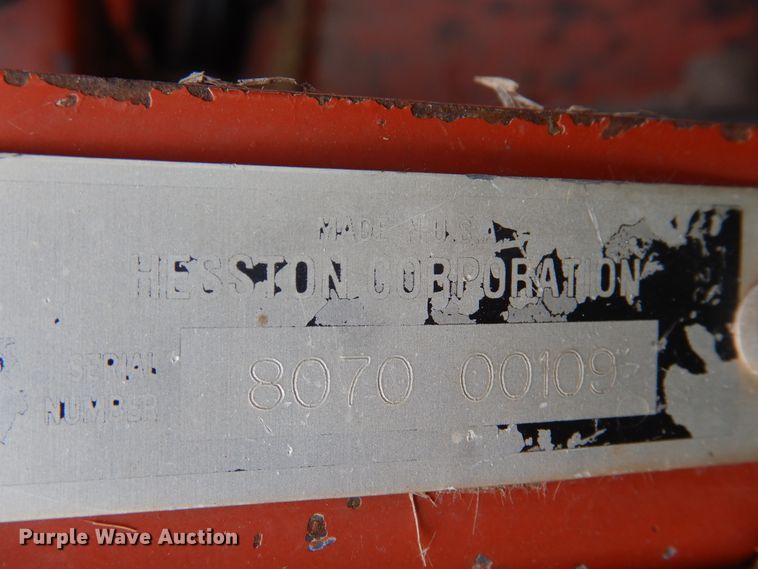 MADE IN U.S.A.
HESSTON CORPORATION
SERIAL
NUMBER
8070 00109
Purple Wave Auction